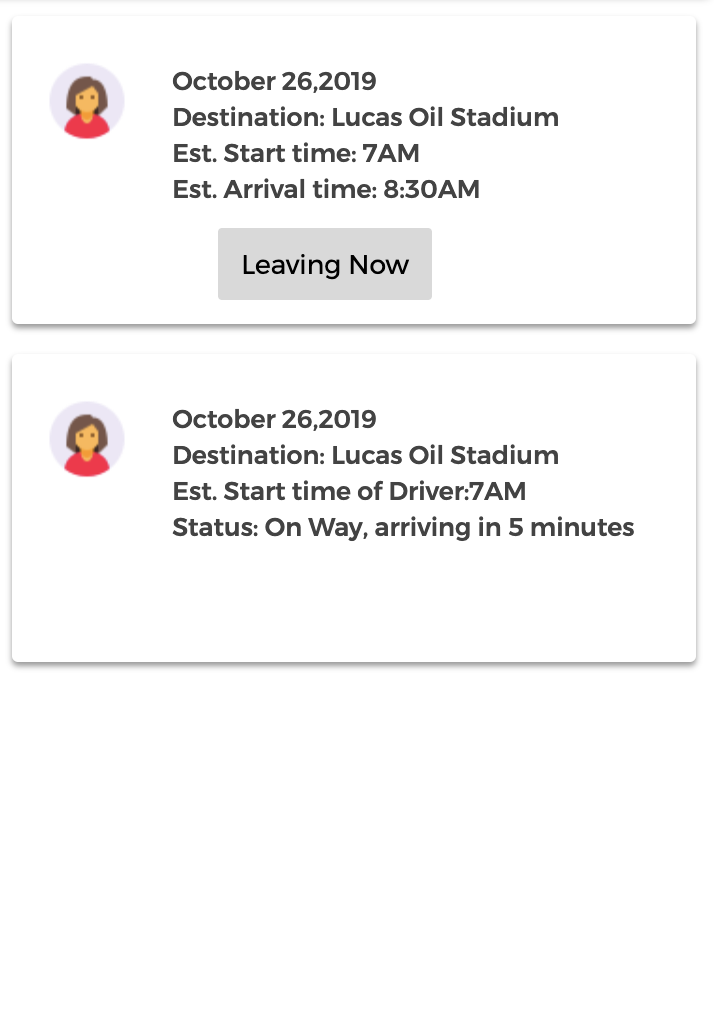 October 26,2019
Destination: Lucas Oil Stadium
Est. Start time: 7AM
Est. Arrival time: 8:30AM
Leaving Now
October 26,2019
Destination: Lucas Oil Stadium
Est. Start time of Driver:7AM
Status: On Way, arriving in 5 minutes